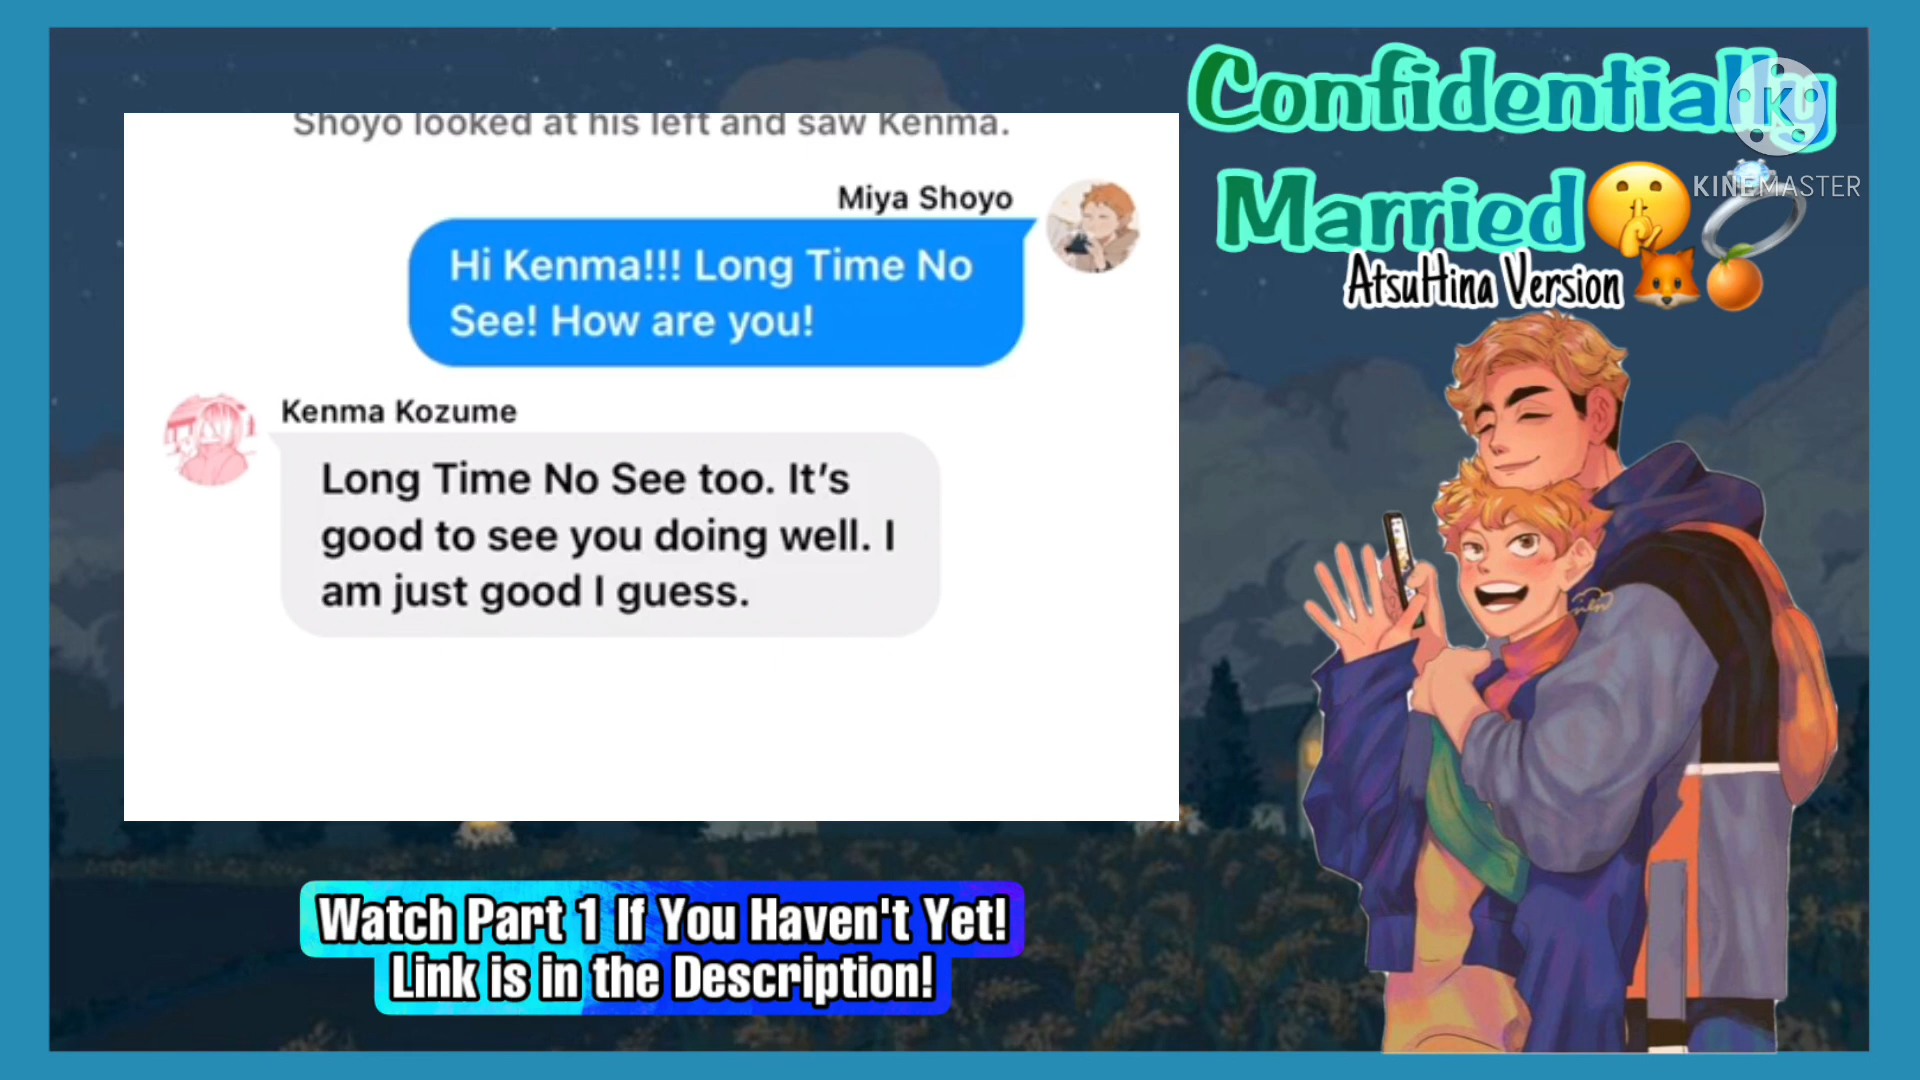 Shoyo looked at his left and saw Kenma.
Miya Shoyo
Hi Kenma!!! Long Time No
See! How are you!
Kenma Kozume
Long Time No See too. It's
good to see you doing well. I
am just good I guess.
Confidentially
Married
AtsuHina Version
K
KINEMASTER
Watch Part 1 If You Haven't Yet!
Link is in the Description!